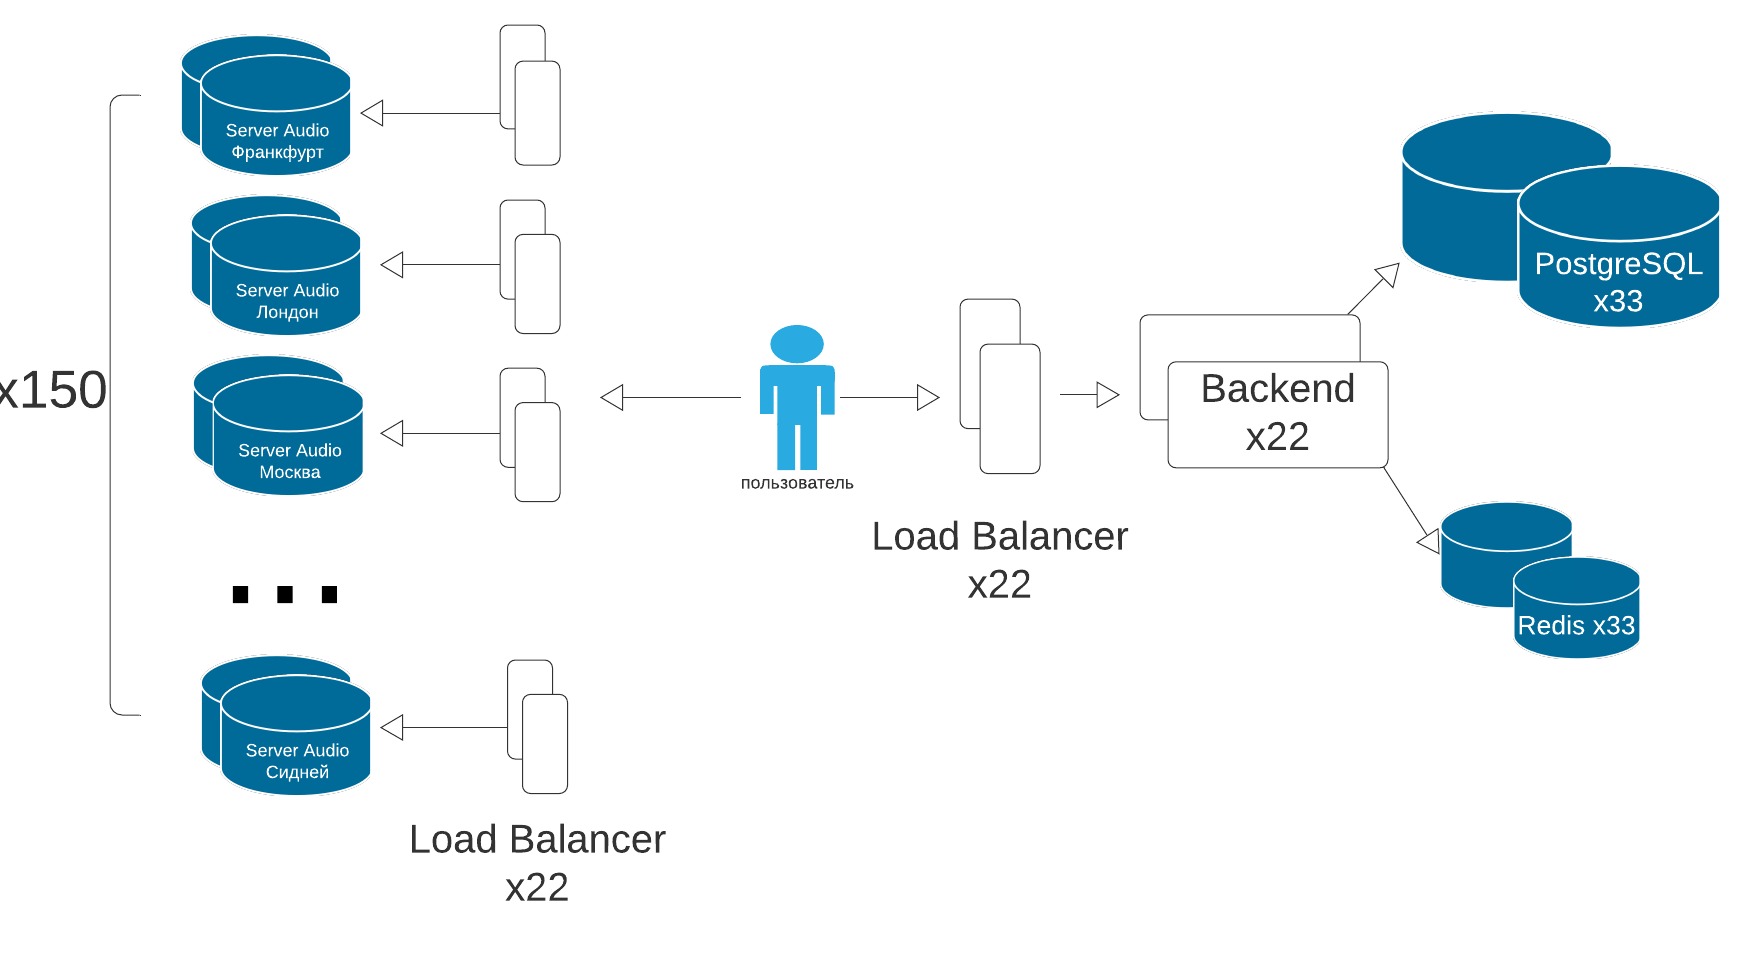 Server Audio
Франкфурт
Server Audio
Лондон
x150
Server Audio
Москва
Server Audio
Сидней
Load Balancer
x22
пользователь
Load Balancer
x22
Backend
x22
PostgreSQL
x33
Redis x33